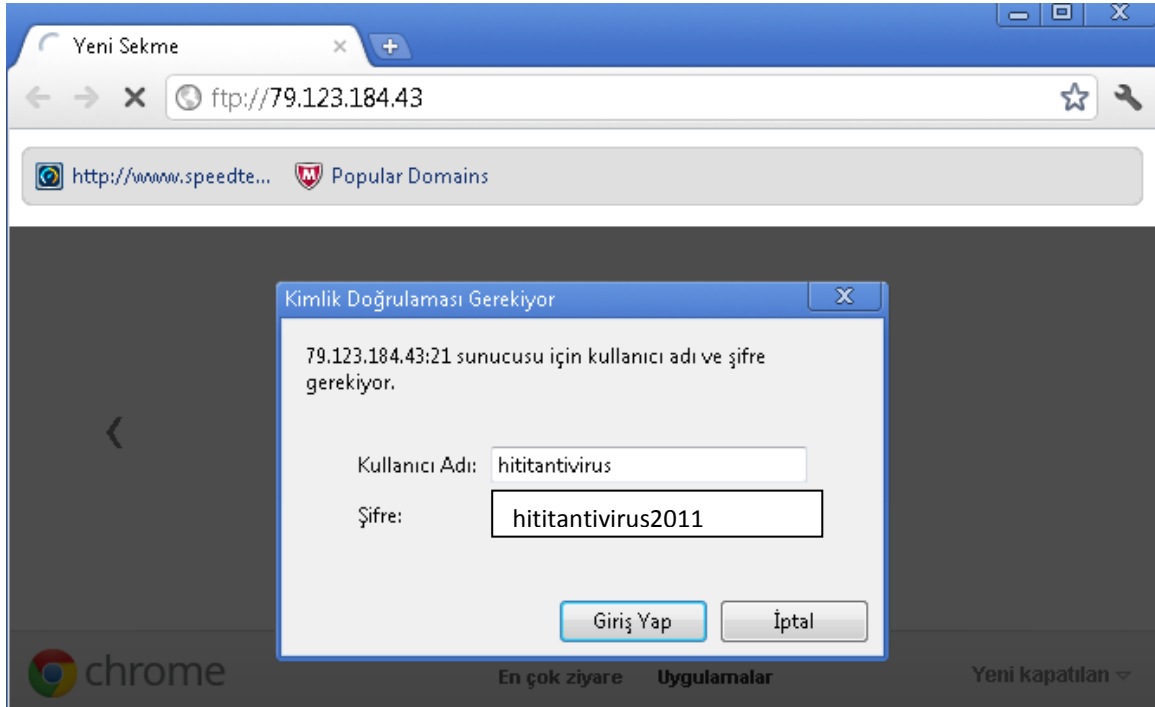 Yeni Sekme
ftp://79.123.184.43
http://www.speedte... Popular Domains
Kimlik Doğrulaması Gerekiyor
79.123.184.43:21 sunucusu için kullanıcı adı ve şifre
gerekiyor.
Kullanıcı Adı: hititantivirus
Şifre: hititantivirus2011
Giriş Yap İptal
chrome En çok ziyare Uygulamalar Yeni kapatılan